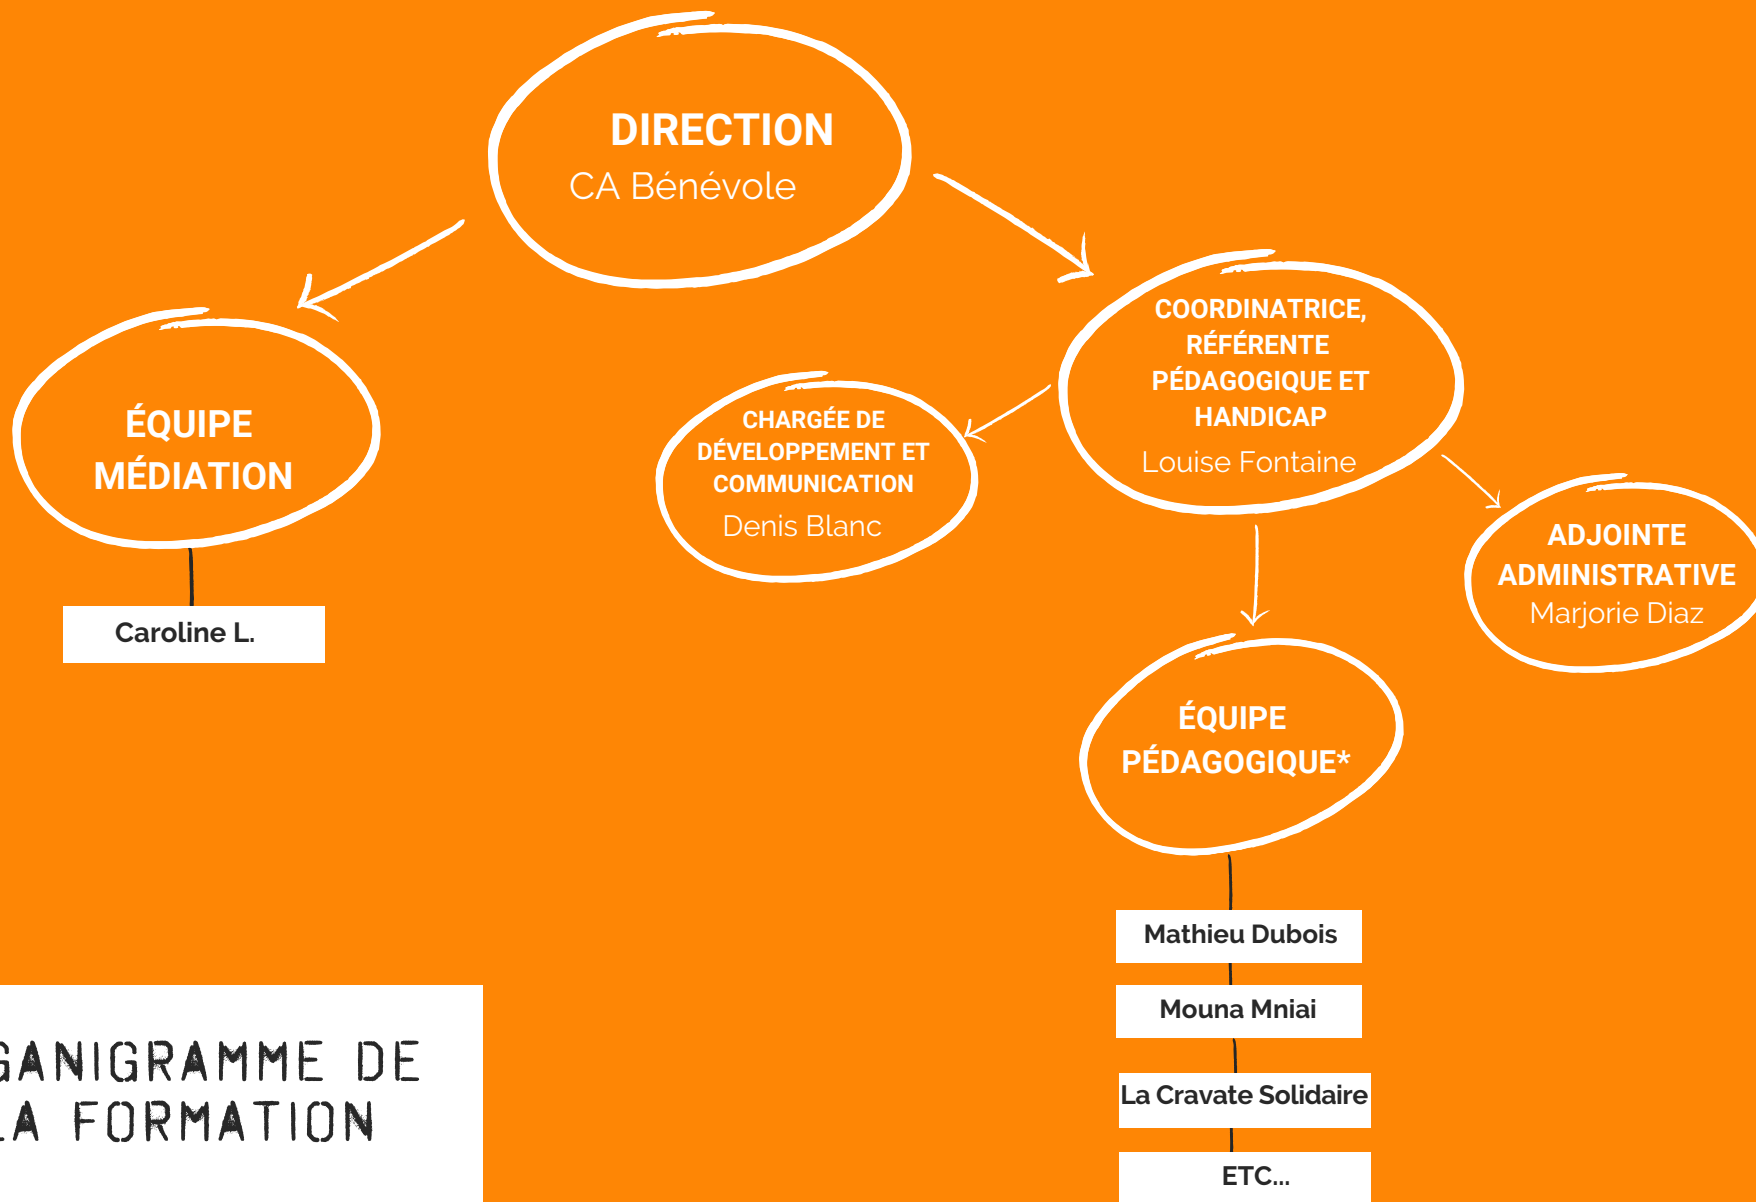 DIRECTION
CA Bénévole
COORDINATRICE,
RÉFÉRENTE
PÉDAGOGIQUE ET
HANDICAP
Louise Fontaine
CHARGÉE DE
DÉVELOPPEMENT ET
COMMUNICATION
Denis Blanc
ÉQUIPE
MÉDIATION
Caroline L.
ADJOINTE
ADMINISTRATIVE
Marjorie Diaz
ÉQUIPE
PÉDAGOGIQUE*
Mathieu Dubois
Mouna Mniai
La Cravate Solidaire
ETC...
GANIGRAMME DE
LA FORMATION